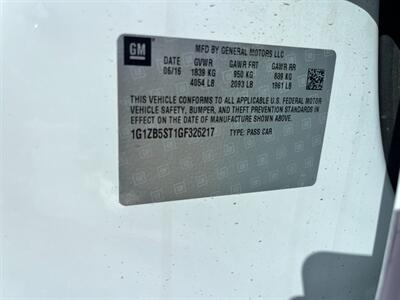 GM
MFD BY GENERAL MOTORS LLC
DATE GVWR GAWR FRT GAWR RR
06/16 1839 KG 950 KG 889 KG
4054 LB 2093 LB 1961 LB
THIS VEHICLE CONFORMS TO ALL APPLICABLE U.S. FEDERAL MOTOR
VEHICLE SAFETY, BUMPER, AND THEFT PREVENTION STANDARDS IN
EFFECT ON THE DATE OF MANUFACTURE SHOWN ABOVE.
1G1ZB5ST1GF326217 TYPE: PASS CAR